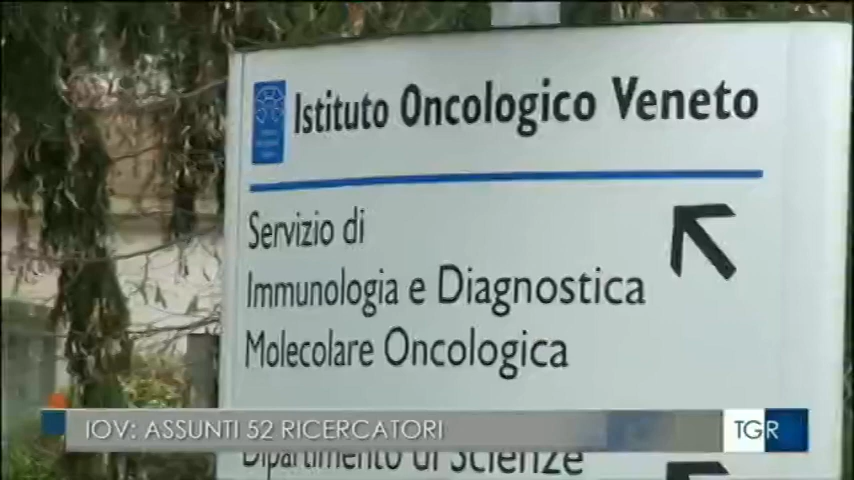 Istituto Oncologico Veneto
Servizio di
Immunologia e Diagnostica
Molecolare Oncologica
IOV: ASSUNTI 52 RICERCATORI
TGR
Dipartimento di Scienze